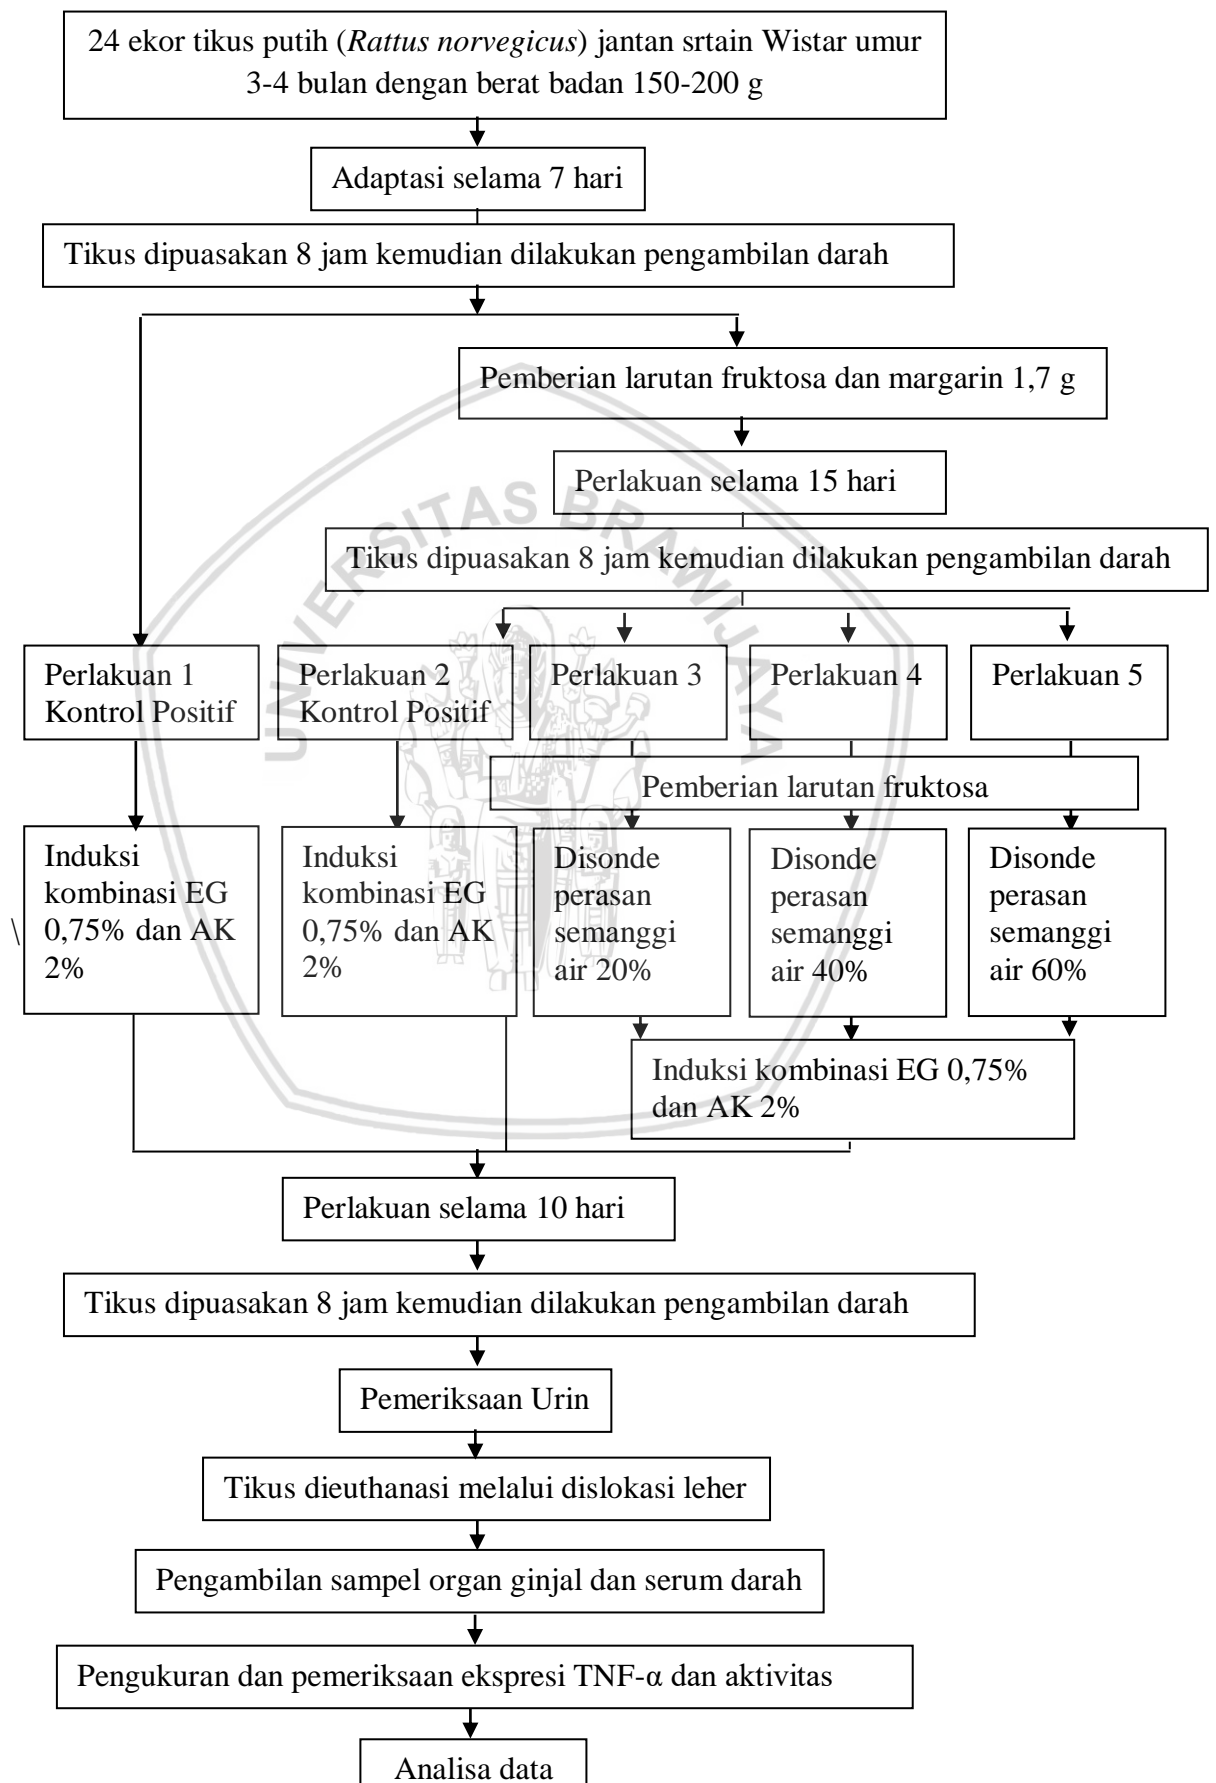 24 ekor tikus putih (Rattus norvegicus) jantan srtain Wistar umur
3-4 bulan dengan berat badan 150-200 g
Adaptasi selama 7 hari
Tikus dipuasakan 8 jam kemudian dilakukan pengambilan darah
Pemberian larutan fruktosa dan margarin 1,7 g
Perlakuan selama 15 hari
Tikus dipuasakan 8 jam kemudian dilakukan pengambilan darah
UNIVERSITAS BRAWIJAYA
Perlakuan 1
Kontrol Positif
Perlakuan 2
Kontrol Positif
Perlakuan 3
Perlakuan 4
Perlakuan 5
Pemberian larutan fruktosa
\
Induksi
kombinasi EG
0,75% dan AK
2%
Induksi
kombinasi EG
0,75% dan AK
2%
Disonde
perasan
semanggi
air 20%
Disonde
perasan
semanggi
air 40%
Disonde
perasan
semanggi
air 60%
Induksi kombinasi EG 0,75%
dan AK 2%
Perlakuan selama 10 hari
Tikus dipuasakan 8 jam kemudian dilakukan pengambilan darah
Pemeriksaan Urin
Tikus dieuthanasi melalui dislokasi leher
Pengambilan sampel organ ginjal dan serum darah
Pengukuran dan pemeriksaan ekspresi TNF-α dan aktivitas
Analisa data